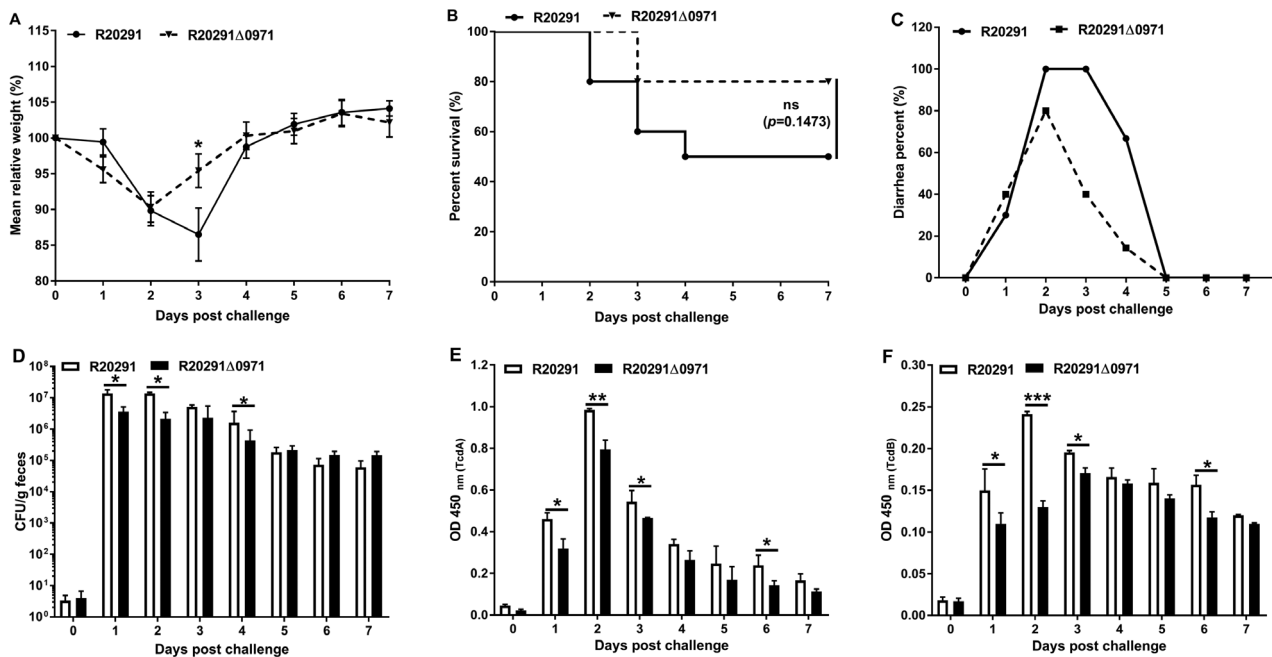 A
R20291
R20291Δ0971
Mean relative weight (%)
110
105
100
95
90
85
80
*
0 1 2 3 4 5 6 7
Days post challenge
B
R20291
R20291Δ0971
Percent survival (%)
100
80
60
40
20
0
ns
(p=0.1473)
0 1 2 3 4 5 6 7
Days post challenge
C
R20291
R20291Δ0971
Diarrhea percent (%)
120
100
80
60
40
20
0
0 1 2 3 4 5 6 7
Days post challenge
D
R20291
R20291Δ0971
CFU/g feces
10⁸
10⁷
10⁶
10⁵
10⁴
10³
10²
10¹
10⁰
* * *
0 1 2 3 4 5 6 7
Days post challenge
E
R20291
R20291Δ0971
OD 450 nm (TcdA)
1.2
1.0
0.8
0.6
0.4
0.2
0.0
* ** * *
0 1 2 3 4 5 6 7
Days post challenge
F
R20291
R20291Δ0971
OD 450 nm (TcdB)
0.30
0.25
0.20
0.15
0.10
0.05
0.00
* *** * *
0 1 2 3 4 5 6 7
Days post challenge